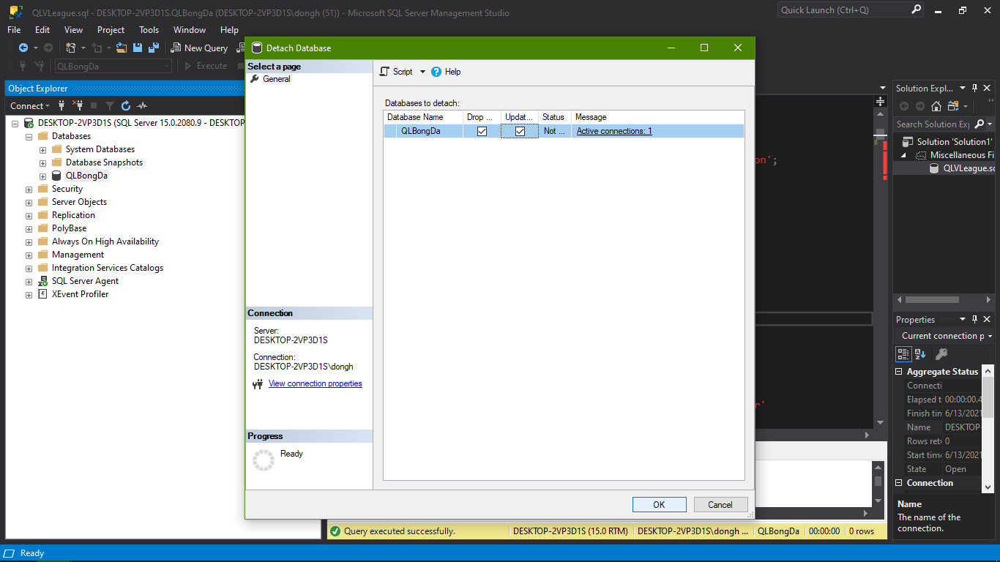 QLVLeague.sql - DESKTOP-2VP3D1S.QLBongDa (DESKTOP-2VP3D1S\dongh (51)) - Microsoft SQL Server Management Studio
Quick Launch (Ctrl+Q)
File Edit View Project Tools Window Help
New Query
QLBongDa Execute
Object Explorer
Connect
DESKTOP-2VP3D1S (SQL Server 15.0.2080.9 - DESKTOP
Databases
System Databases
Database Snapshots
QLBongDa
Security
Server Objects
Replication
PolyBase
Always On High Availability
Management
Integration Services Catalogs
SQL Server Agent
XEvent Profiler
Detach Database
Select a page
General
Script Help
Databases to detach:
Database Name Drop ... Updat... Status Message
QLBongDa Not ... Active connections: 1
Connection
Server:
DESKTOP-2VP3D1S
Connection:
DESKTOP-2VP3D1S\dongh
View connection properties
Progress
Ready
OK Cancel
on';
r'
Query executed successfully. DESKTOP-2VP3D1S (15.0 RTM) DESKTOP-2VP3D1S\dongh ... QLBongDa 00:00:00 0 rows
Solution Expl...
Search Solution Exp
Solution 'Solution1'
Miscellaneous Fi
QLVLeague.sq
Properties
Current connection p
Aggregate Status
Connecti
Elapsed t 00:00:00.4
Finish tin 6/13/2021
Name DESKTOP-
Rows retu 0
Start time 6/13/2021
State Open
Connection
Name
The name of the
connection.
Ready